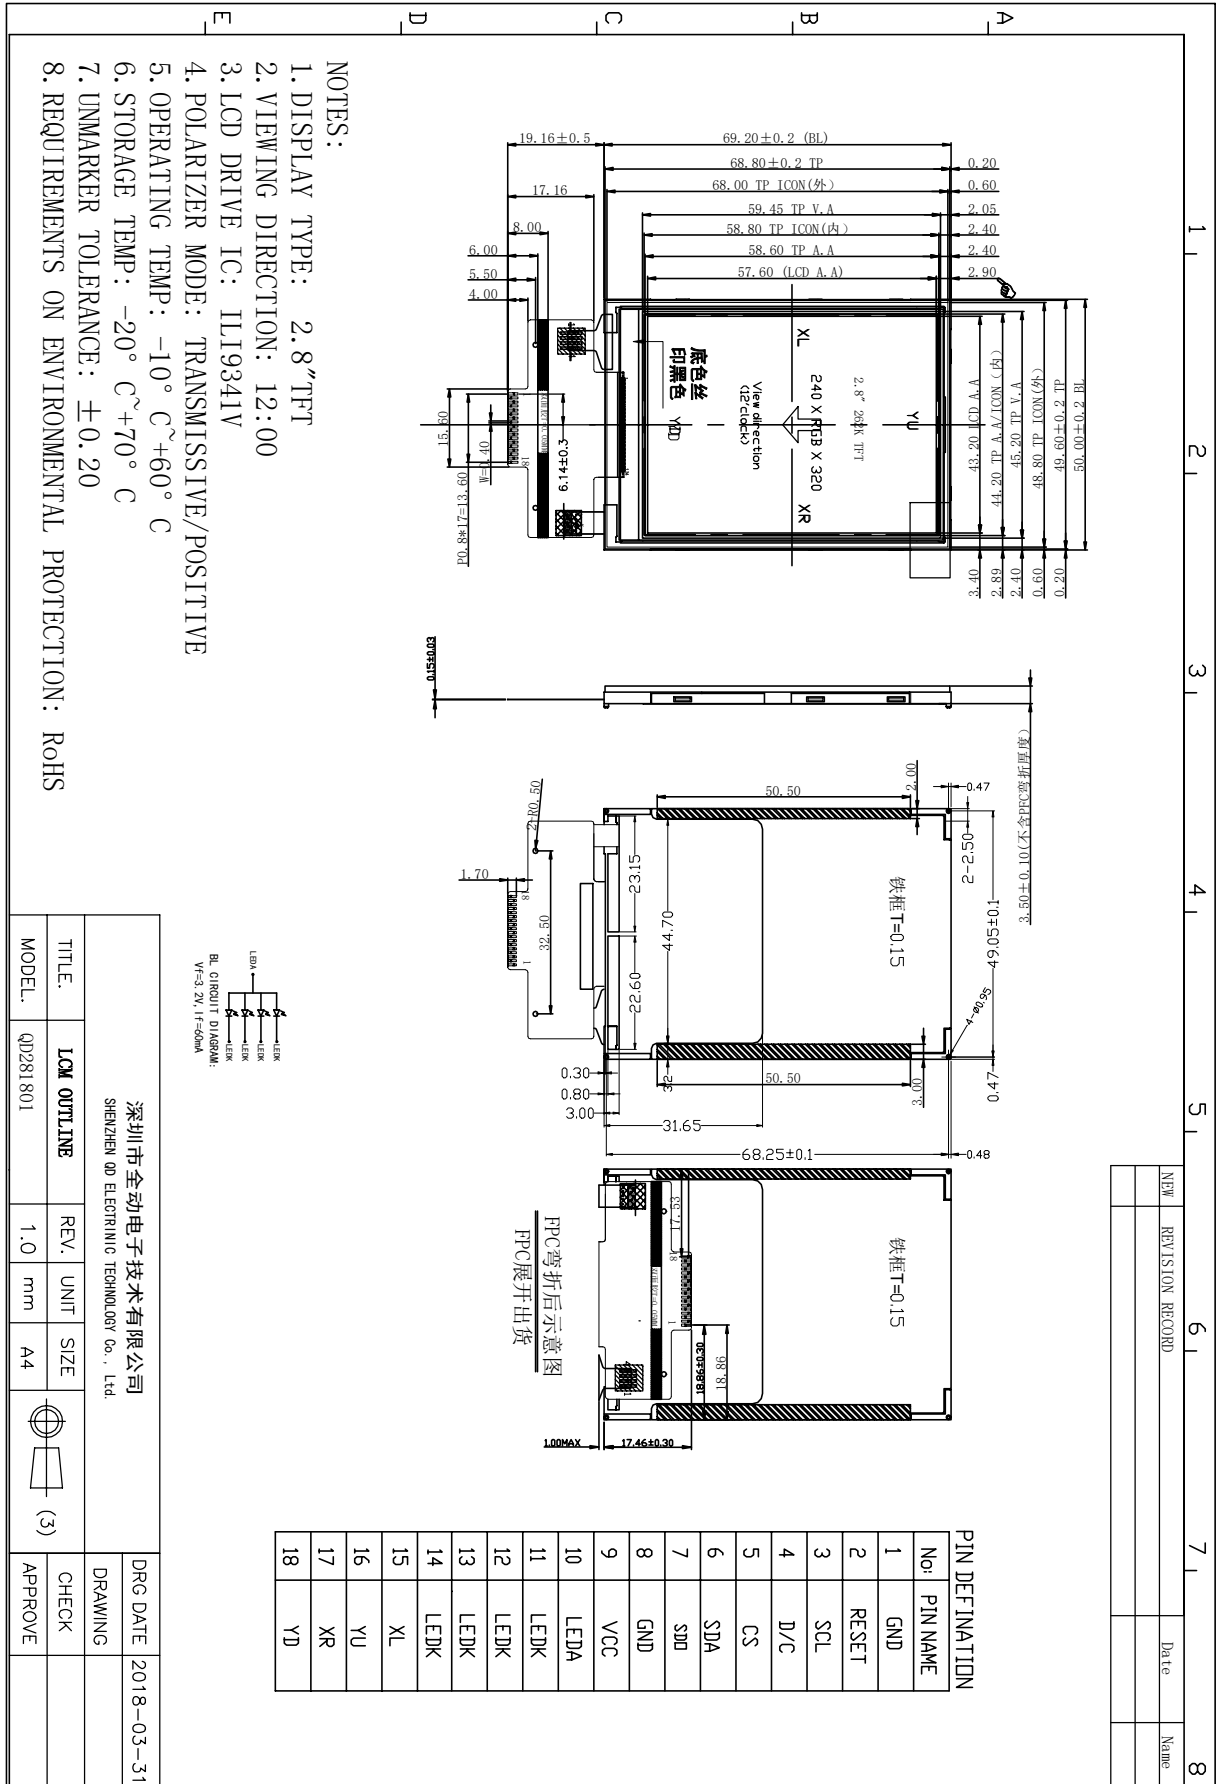 1 2 3 4 5 6 7 8
A
B
C
D
E
NEW REVISION RECORD Date Name
50.00±0.2 BL
49.60±0.2 TP
48.80 TP ICON(外)
45.20 TP V.A
44.20 TP A.A/ICON (内)
43.20 LCD A.A
0.20
0.60
2.40
2.89
3.40
0.20
0.60
2.05
2.40
2.40
2.90
69.20±0.2 (BL)
68.80±0.2 TP
68.00 TP ICON(外)
59.45 TP V.A
58.80 TP ICON(内)
58.60 TP A.A
57.60 (LCD A.A)
19.16±0.5
17.16
8.00
6.00
5.50
4.00
YU
2.8" 262K TFT
240 X RGB X 320
XL
XR
View direction
(12'clock)
YD
底色丝
印黑色
6.14±0.3
1
18
W=0.40
P0.8*17=13.60
15.60
3.50±0.10(不含FPC弯折厚度)
0.15±0.03
0.47
49.05±0.1
0.47
2-2.50
4-Ø0.95
2.00
3.00
50.50
50.50
铁框T=0.15
44.70
23.15
22.60
3.2
0.30
0.80
3.00
31.65
2-R0.50
32.50
18
1
1.70
0.48
68.25±0.1
铁框T=0.15
17.53
18
1
18.86
18.86±0.30
17.46±0.30
1.00MAX
FPC弯折后示意图
FPC展开出货
PIN DEFINATION
No: PIN NAME
1 GND
2 RESET
3 SCL
4 D/C
5 CS
6 SDA
7 SDO
8 GND
9 VCC
10 LEDA
11 LEDK
12 LEDK
13 LEDK
14 LEDK
15 XL
16 YU
17 XR
18 YD
NOTES:
1. DISPLAY TYPE: 2.8"TFT
2. VIEWING DIRECTION: 12:00
3. LCD DRIVE IC: ILI9341V
4. POLARIZER MODE: TRANSMISSIVE/POSITIVE
5. OPERATING TEMP: -10° C~+60° C
6. STORAGE TEMP: -20° C~+70° C
7. UNMARKER TOLERANCE: ±0.20
8. REQUIREMENTS ON ENVIRONMENTAL PROTECTION: RoHS
LEDA
LEDK
LEDK
LEDK
LEDK
BL CIRCUIT DIAGRAM:
Vf=3.2V, If=60mA
深圳市全动电子技术有限公司
SHENZHEN QD ELECTRINIC TECHNOLOGY Co., Ltd.
TITLE. LCM OUTLINE REV. UNIT SIZE
MODEL. QD281801 1.0 mm A4 (3)
DRG DATE 2018-03-31
DRAWING
CHECK
APPROVE